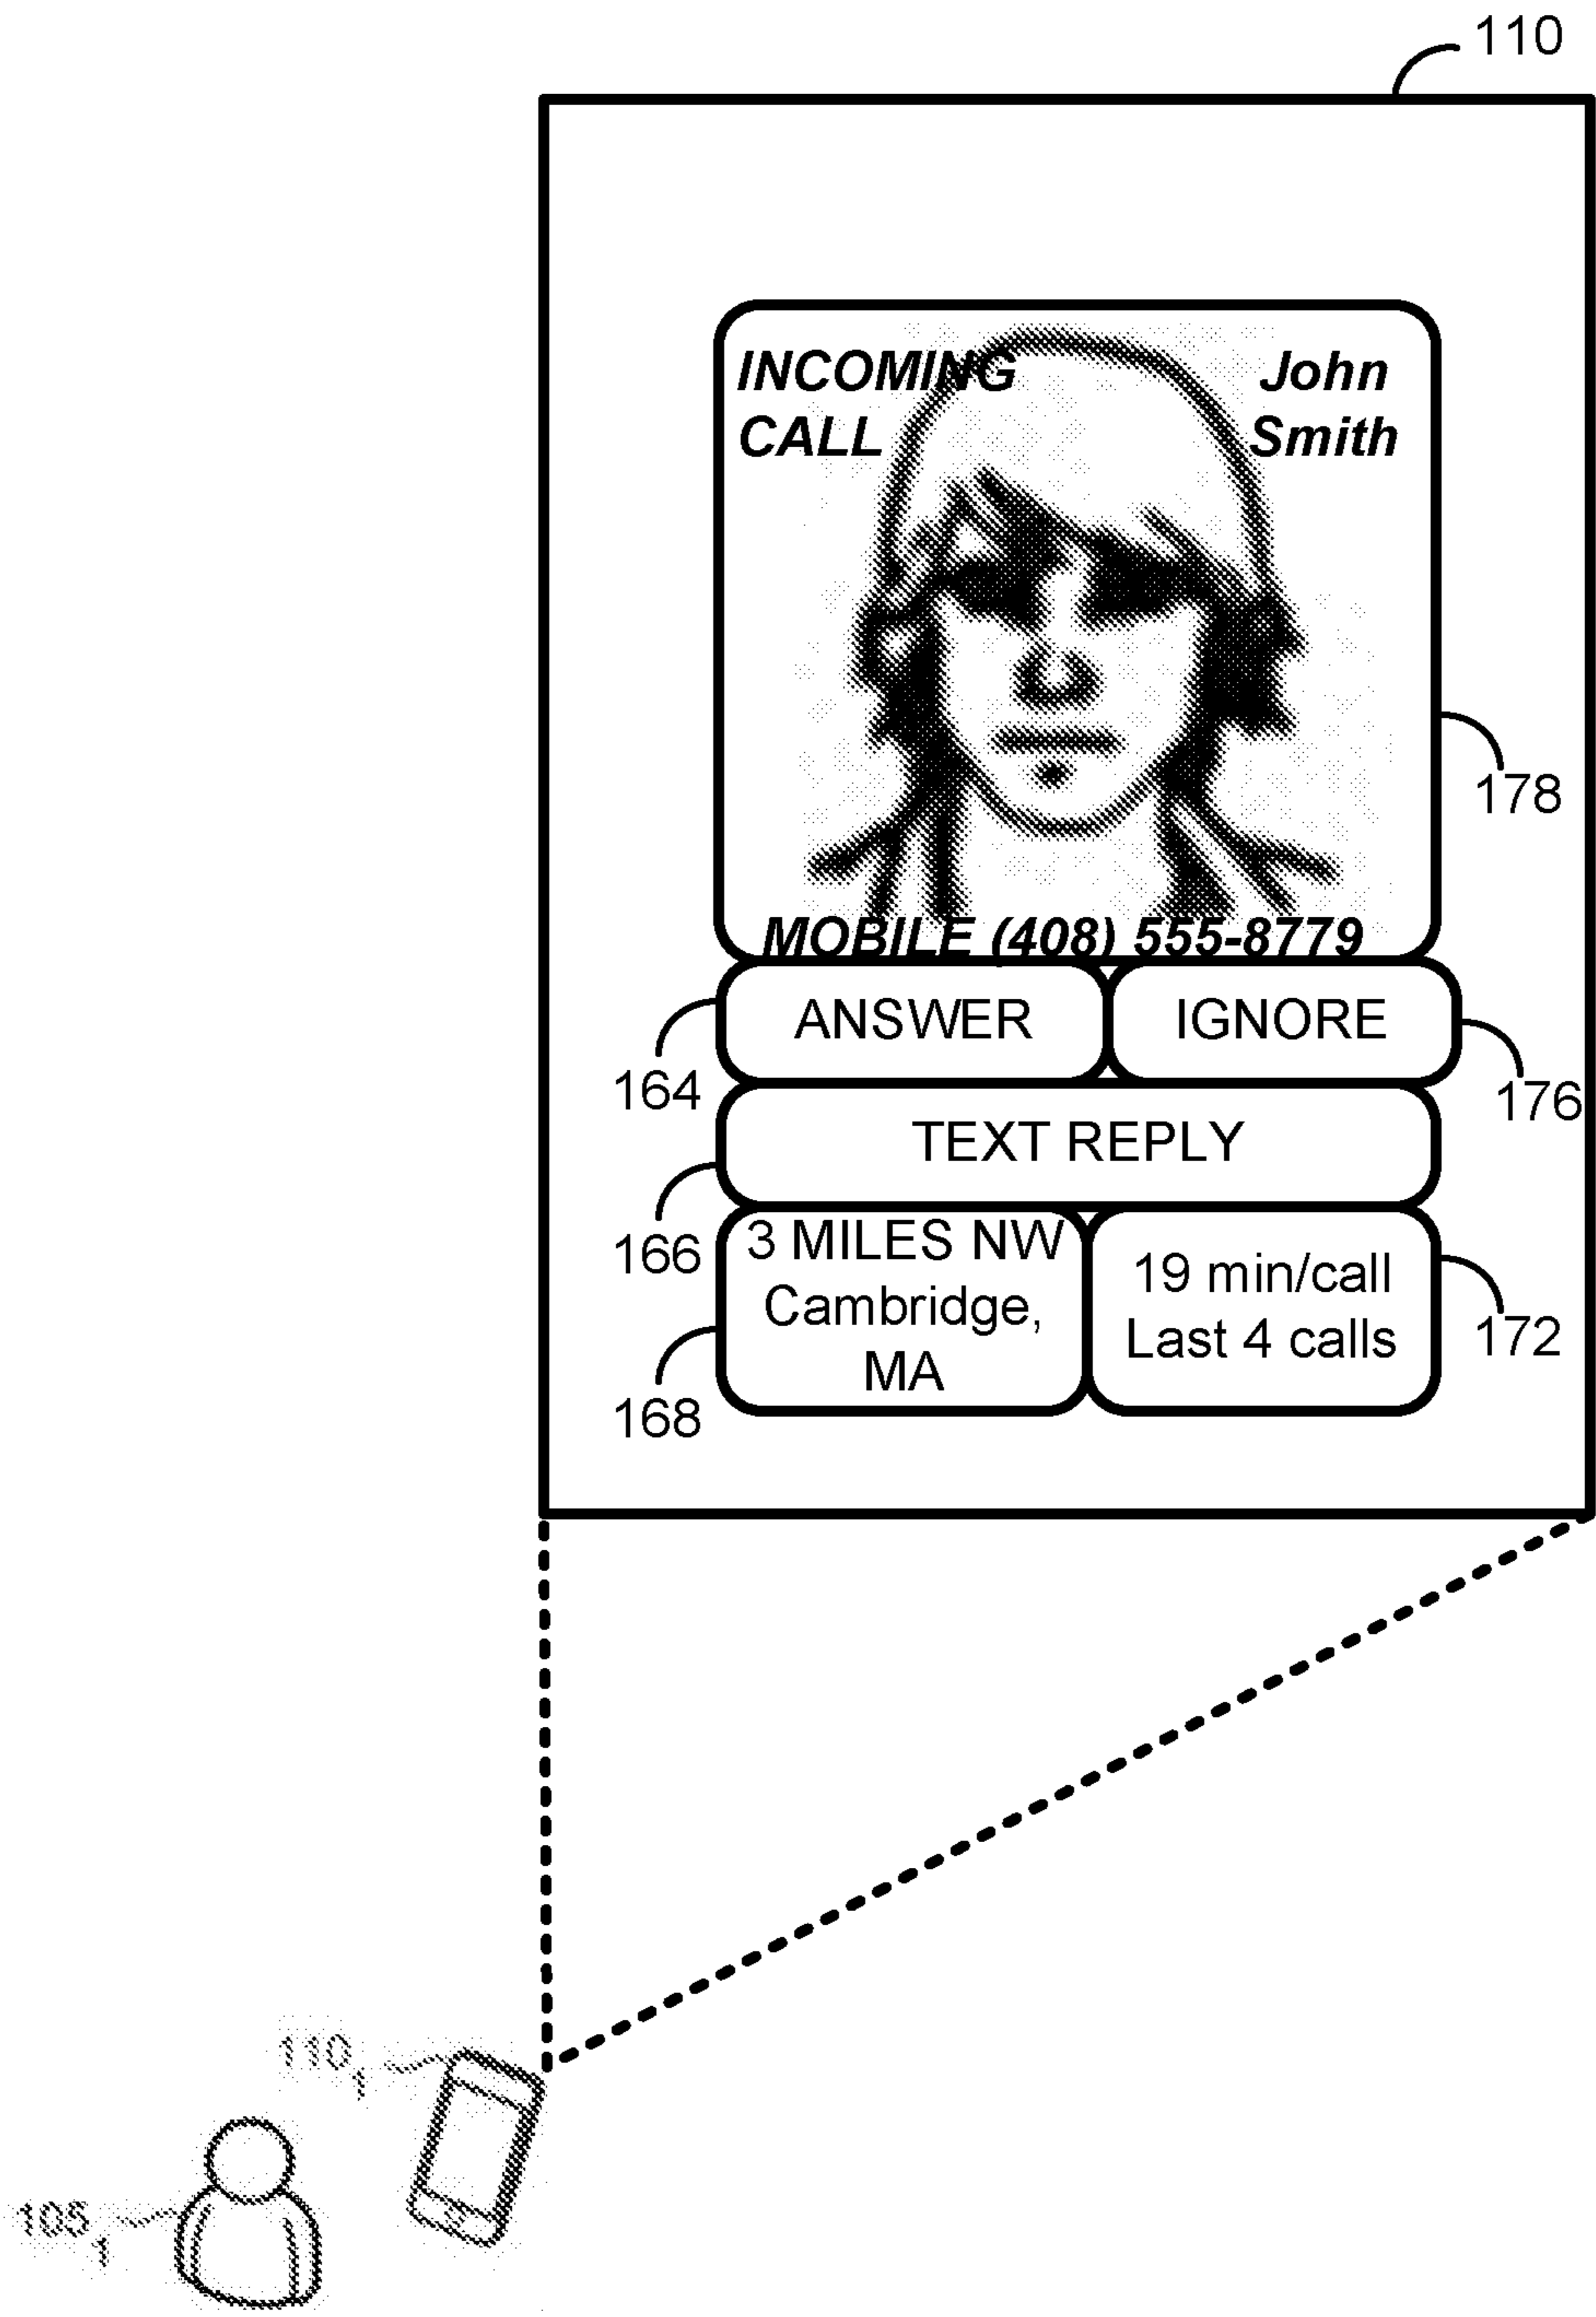 110
INCOMING
CALL
John
Smith
178
MOBILE (408) 555-8779
ANSWER
IGNORE
164
176
TEXT REPLY
166
3 MILES NW
Cambridge,
MA
19 min/call
Last 4 calls
172
168
110
1
105
1